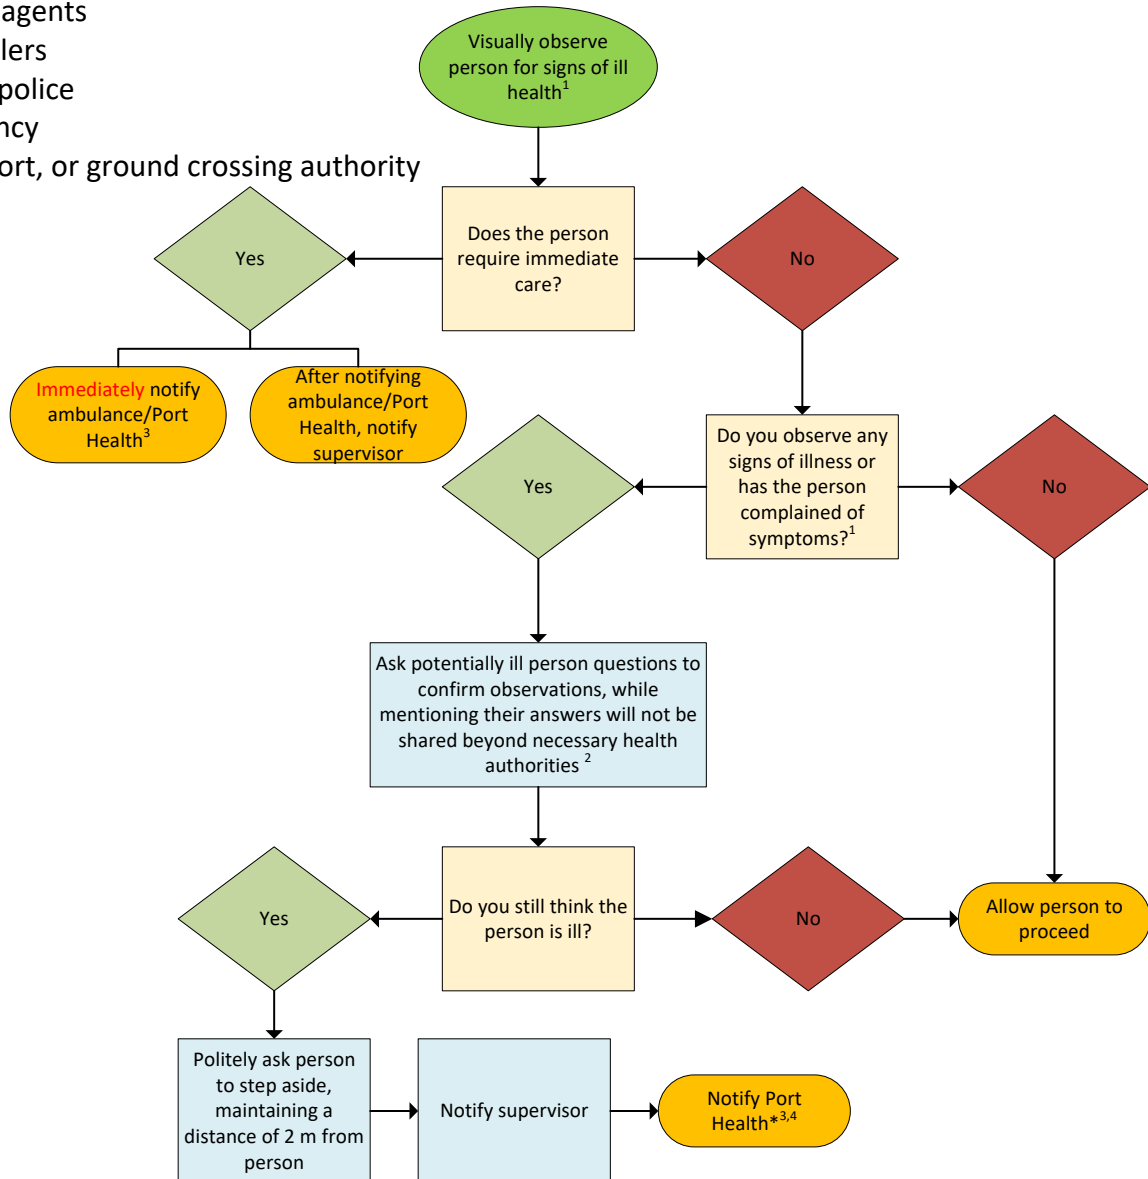 agents
lers
police
ncy
ort, or ground crossing authority
Visually observe
person for signs of ill
health1
Does the person
require immediate
care?
Yes
No
Immediately notify
ambulance/Port
Health3
After notifying
ambulance/Port
Health, notify
supervisor
Do you observe any
signs of illness or
has the person
complained of
symptoms?1
Yes
No
Ask potentially ill person questions to
confirm observations, while
mentioning their answers will not be
shared beyond necessary health
authorities 2
Do you still think the
person is ill?
Yes
No
Allow person to
proceed
Politely ask person
to step aside,
maintaining a
distance of 2 m from
person
Notify supervisor
Notify Port
Health*3,4